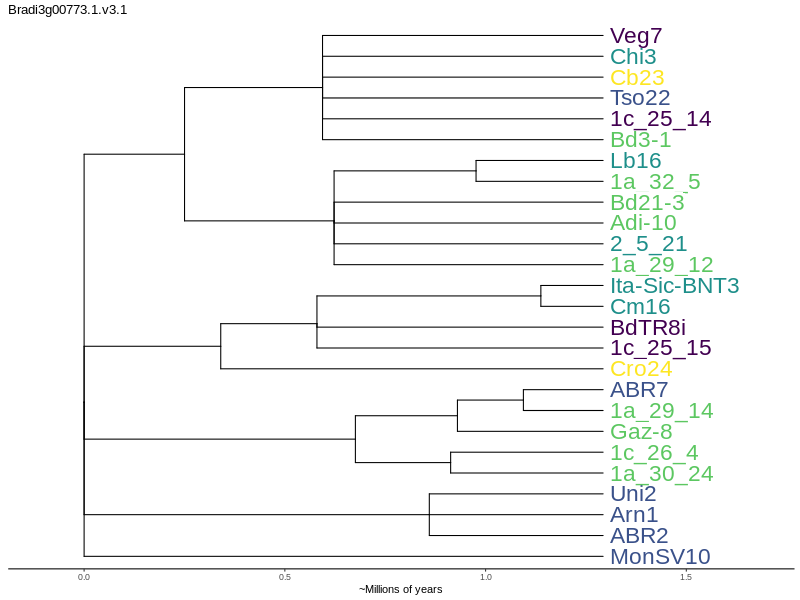 Bradi3g00773.1.v3.1
Veg7
Chi3
Cb23
Tso22
1c_25_14
Bd3-1
Lb16
1a_32_5
Bd21-3
Adi-10
2_5_21
1a_29_12
Ita-Sic-BNT3
Cm16
BdTR8i
1c_25_15
Cro24
ABR7
1a_29_14
Gaz-8
1c_26_4
1a_30_24
Uni2
Arn1
ABR2
MonSV10
0.0 0.5 1.0 1.5
~Millions of years